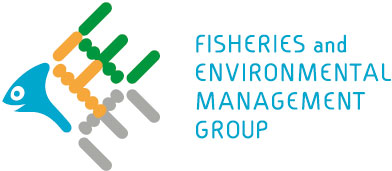 FISHERIES and
ENVIRONMENTAL
MANAGEMENT
GROUP